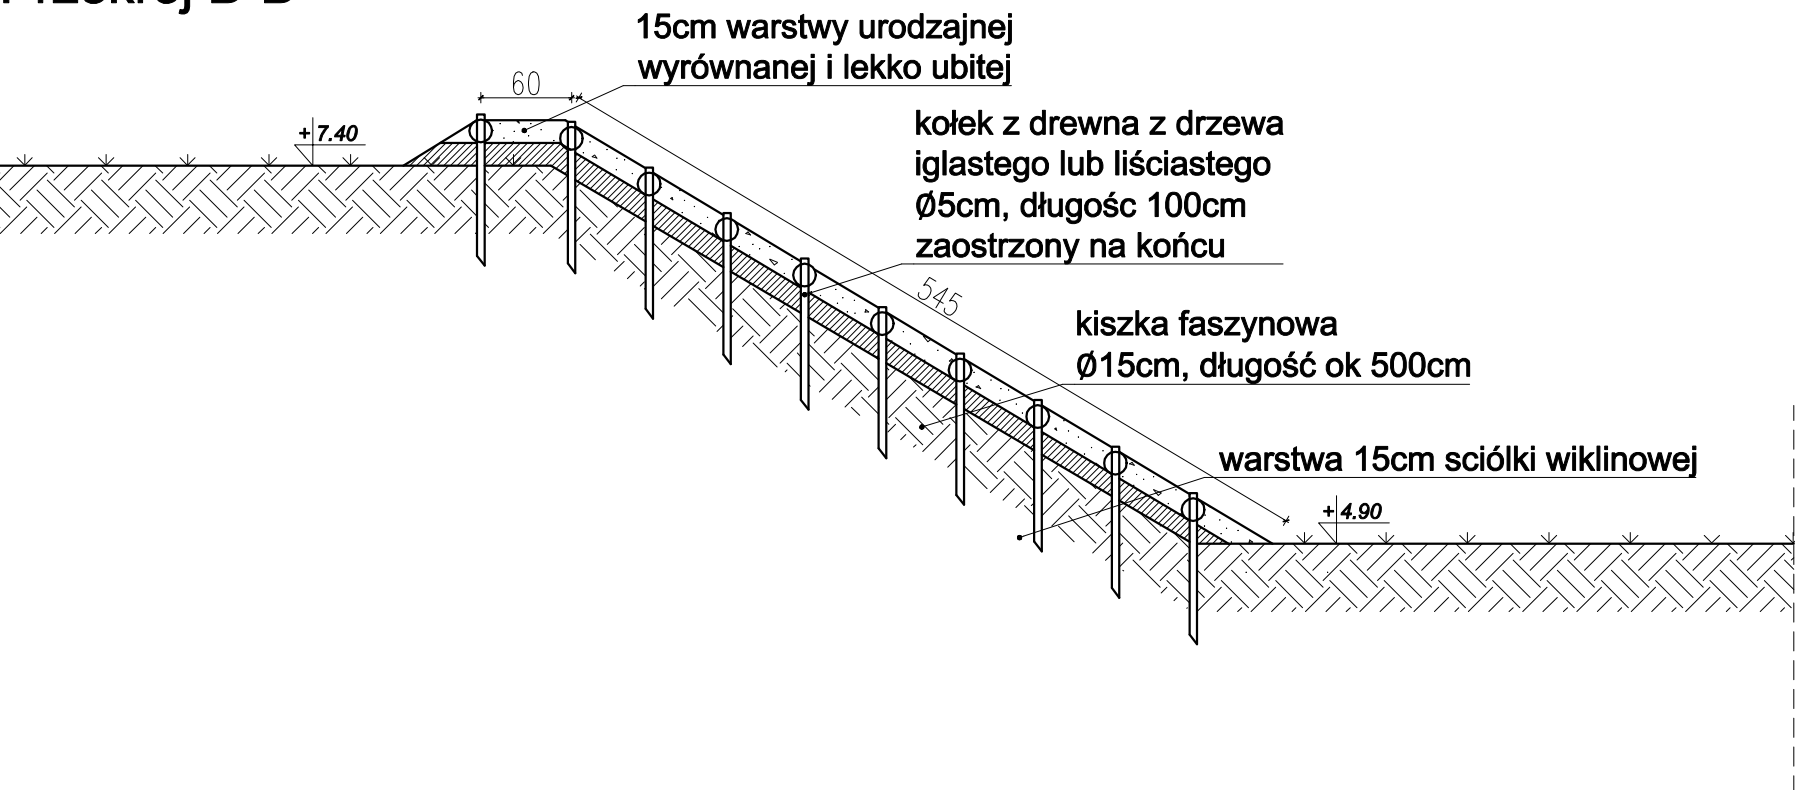 15cm warstwy urodzajnej
wyrównanej i lekko ubitej
60
+7.40
kołek z drewna z drzewa
iglastego lub liściastego
Ø5cm, długośc 100cm
zaostrzony na końcu
545
kiszka faszynowa
Ø15cm, długość ok 500cm
warstwa 15cm sciólki wiklinowej
+4.90